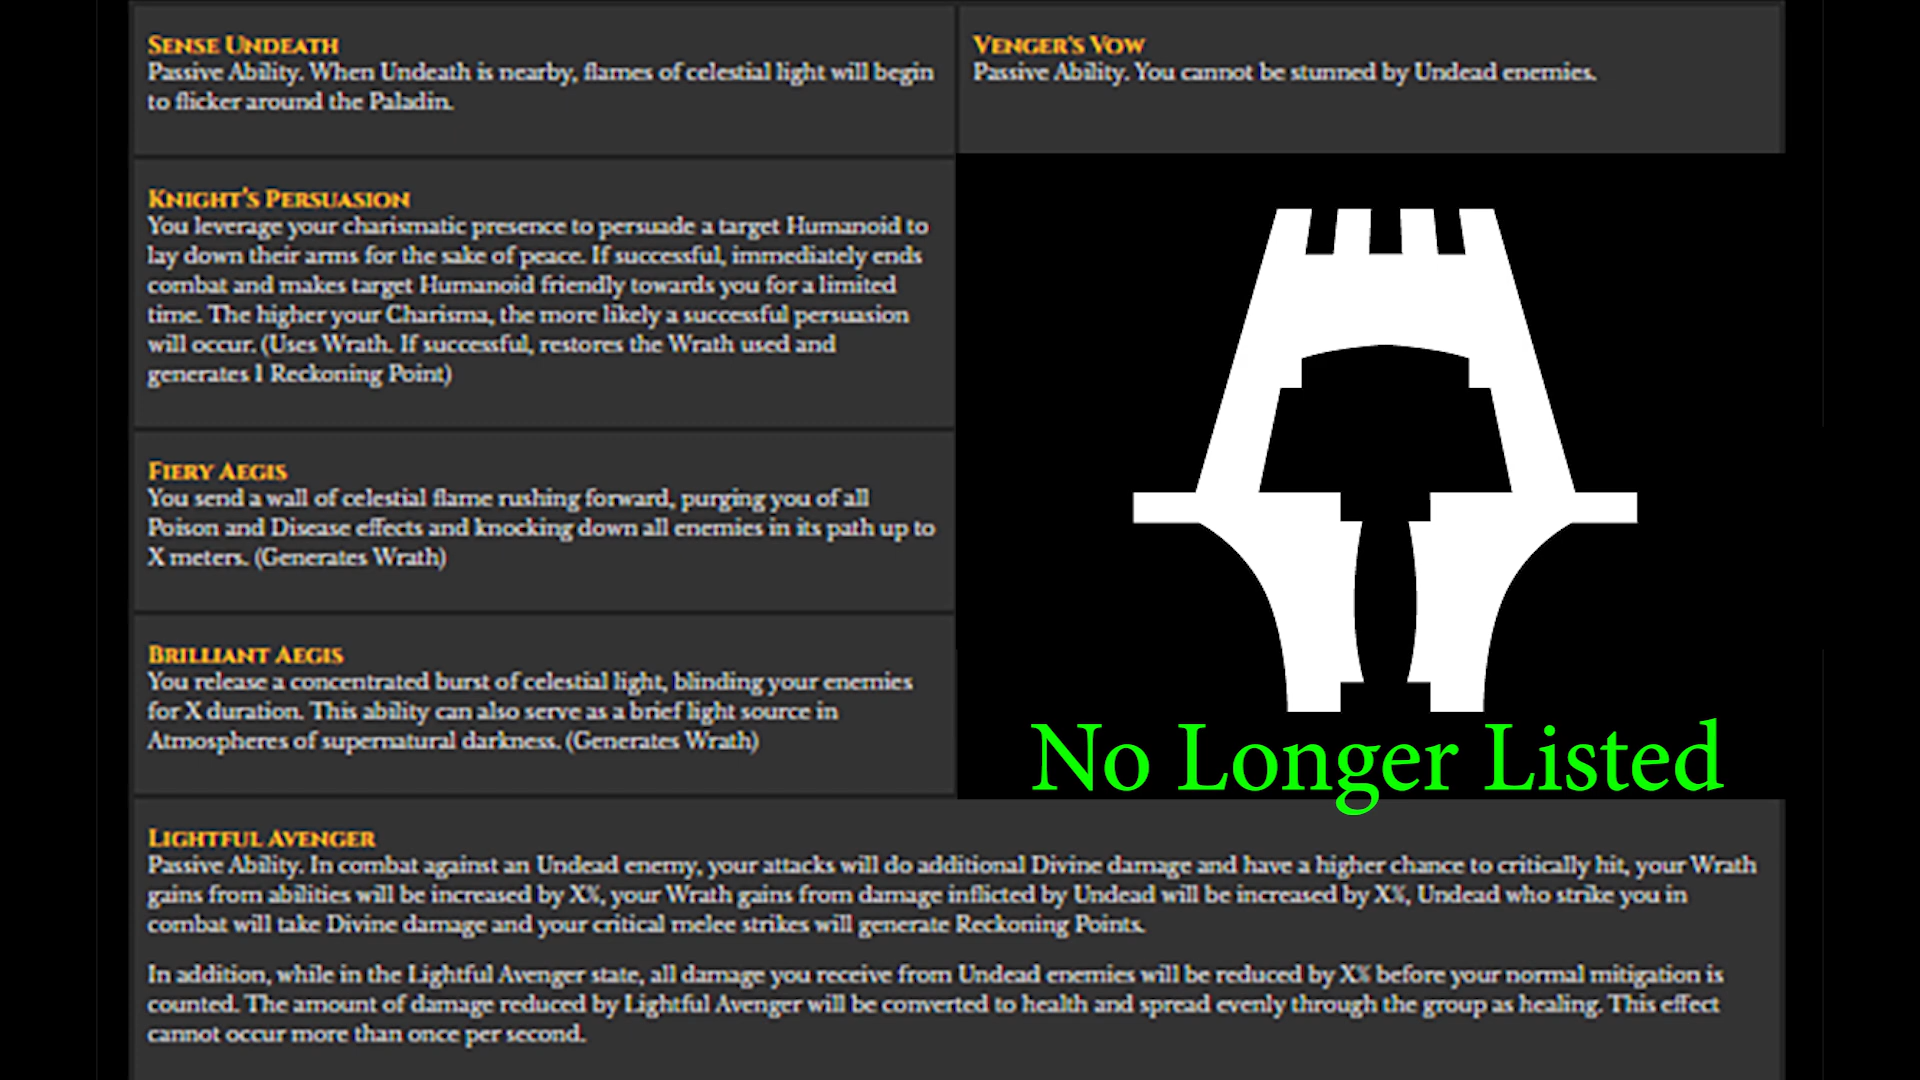 Sense Undeath
Passive Ability. When Undeath is nearby, flames of celestial light will begin
to flicker around the Paladin.
Venger's Vow
Passive Ability. You cannot be stunned by Undead enemies.
Knight's Persuasion
You leverage your charismatic presence to persuade a target Humanoid to
lay down their arms for the sake of peace. If successful, immediately ends
combat and makes target Humanoid friendly towards you for a limited
time. The higher your Charisma, the more likely a successful persuasion
will occur. (Uses Wrath. If successful, restores the Wrath used and
generates 1 Reckoning Point)
Fiery Aegis
You send a wall of celestial flame rushing forward, purging you of all
Poison and Disease effects and knocking down all enemies in its path up to
X meters. (Generates Wrath)
Brilliant Aegis
You release a concentrated burst of celestial light, blinding your enemies
for X duration. This ability can also serve as a brief light source in
Atmospheres of supernatural darkness. (Generates Wrath)
No Longer Listed
Lightful Avenger
Passive Ability. In combat against an Undead enemy, your attacks will do additional Divine damage and have a higher chance to critically hit, your Wrath
gains from abilities will be increased by X%, your Wrath gains from damage inflicted by Undead will be increased by X%, Undead who strike you in
combat will take Divine damage and your critical melee strikes will generate Reckoning Points.
In addition, while in the Lightful Avenger state, all damage you receive from Undead enemies will be reduced by X% before your normal mitigation is
counted. The amount of damage reduced by Lightful Avenger will be converted to health and spread evenly through the group as healing. This effect
cannot occur more than once per second.